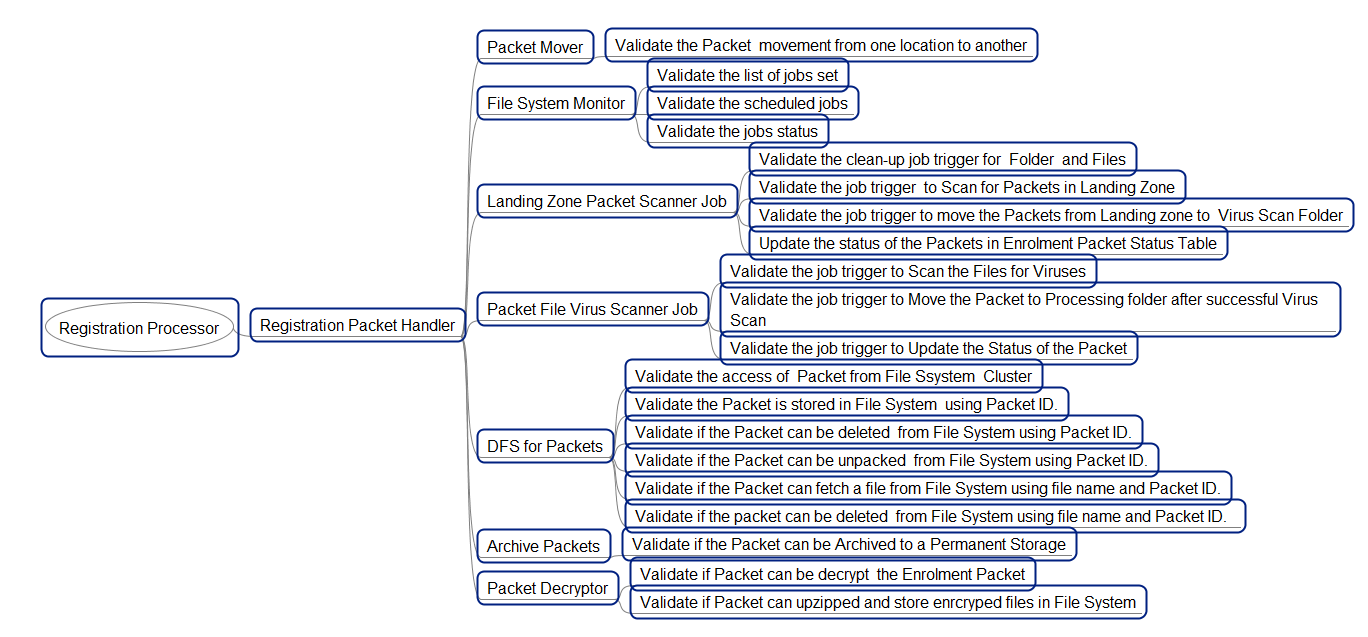 Registration Processor
Registration Packet Handler
Packet Mover
Validate the Packet  movement from one location to another
File System Monitor
Validate the list of jobs set
Validate the scheduled jobs
Validate the jobs status
Landing Zone Packet Scanner Job
Validate the clean-up job trigger for  Folder  and Files
Validate the job trigger  to Scan for Packets in Landing Zone
Validate the job trigger to move the Packets from Landing zone to  Virus Scan Folder
Update the status of the Packets in Enrolment Packet Status Table
Packet File Virus Scanner Job
Validate the job trigger to Scan the Files for Viruses
Validate the job trigger to Move the Packet to Processing folder after successful Virus
Scan
Validate the job trigger to Update the Status of the Packet
DFS for Packets
Validate the access of  Packet from File Ssystem  Cluster
Validate the Packet is stored in File System  using Packet ID.
Validate if the Packet can be deleted  from File System using Packet ID.
Validate if the Packet can be unpacked  from File System using Packet ID.
Validate if the Packet can fetch a file from File System using file name and Packet ID.
Validate if the packet can be deleted  from File System using file name and Packet ID.
Archive Packets
Validate if the Packet can be Archived to a Permanent Storage
Packet Decryptor
Validate if Packet can be decrypt  the Enrolment Packet
Validate if Packet can upzipped and store enrcryped files in File System